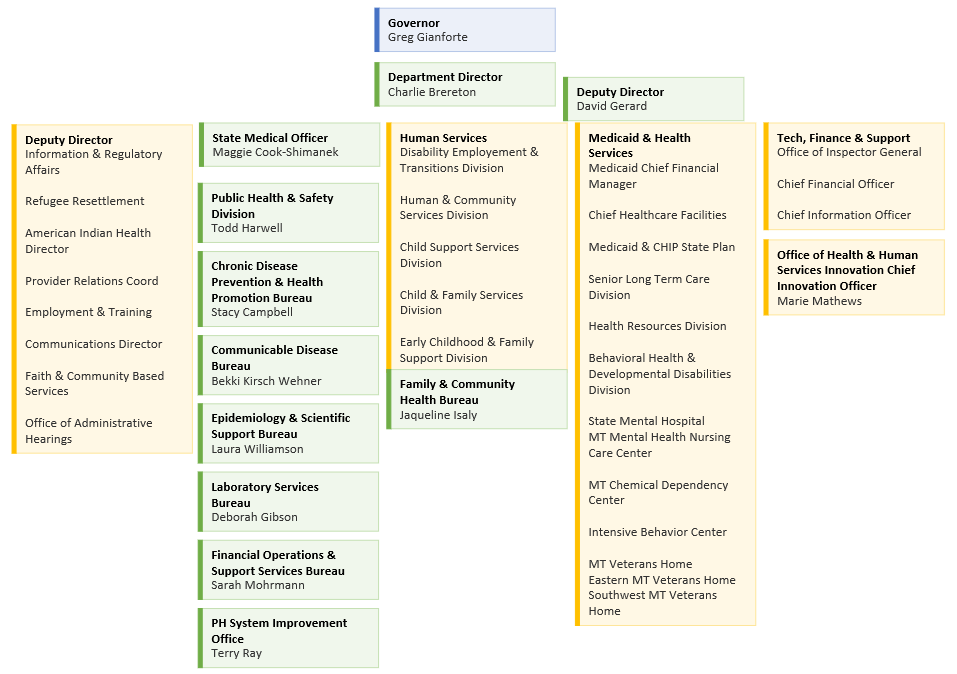 Governor
Greg Gianforte
Department Director
Charlie Brereton
Deputy Director
David Gerard
Deputy Director
Information & Regulatory
Affairs
Refugee Resettlement
American Indian Health
Director
Provider Relations Coord
Employment & Training
Communications Director
Faith & Community Based
Services
Office of Administrative
Hearings
State Medical Officer
Maggie Cook-Shimanek
Public Health & Safety
Division
Todd Harwell
Chronic Disease
Prevention & Health
Promotion Bureau
Stacy Campbell
Communicable Disease
Bureau
Bekki Kirsch Wehner
Epidemiology & Scientific
Support Bureau
Laura Williamson
Laboratory Services
Bureau
Deborah Gibson
Financial Operations &
Support Services Bureau
Sarah Mohrmann
PH System Improvement
Office
Terry Ray
Human Services
Disability Employement &
Transitions Division
Human & Community
Services Division
Child Support Services
Division
Child & Family Services
Division
Early Childhood & Family
Support Division
Family & Community
Health Bureau
Jaqueline Isaly
Medicaid & Health
Services
Medicaid Chief Financial
Manager
Chief Healthcare Facilities
Medicaid & CHIP State Plan
Senior Long Term Care
Division
Health Resources Division
Behavioral Health &
Developmental Disabilities
Division
State Mental Hospital
MT Mental Health Nursing
Care Center
MT Chemical Dependency
Center
Intensive Behavior Center
MT Veterans Home
Eastern MT Veterans Home
Southwest MT Veterans
Home
Tech, Finance & Support
Office of Inspector General
Chief Financial Officer
Chief Information Officer
Office of Health & Human
Services Innovation Chief
Innovation Officer
Marie Mathews